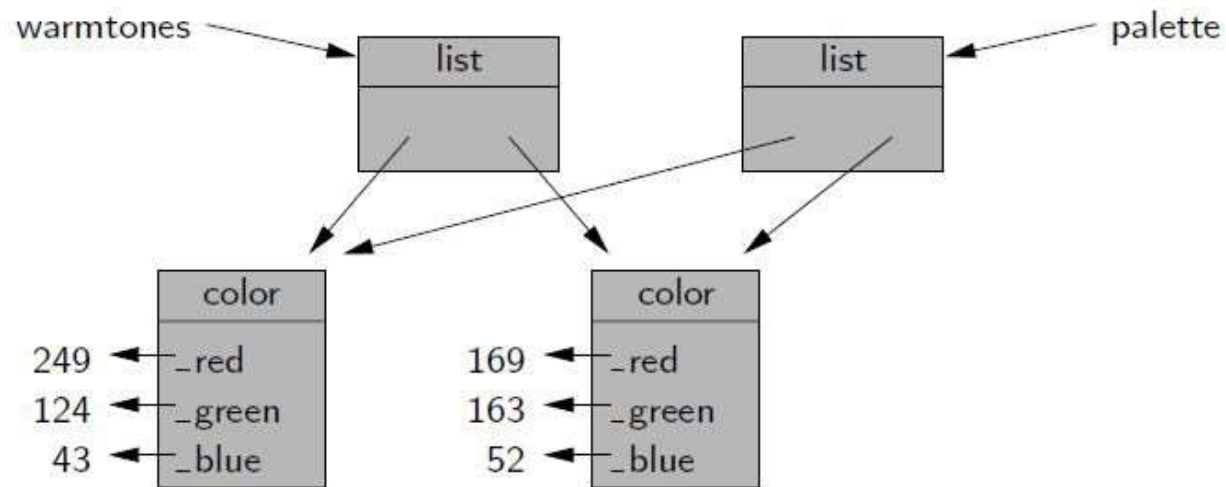 warmtones
list
list
palette
color
color
249 _red
169 _red
124 _green
163 _green
43 _blue
52 _blue